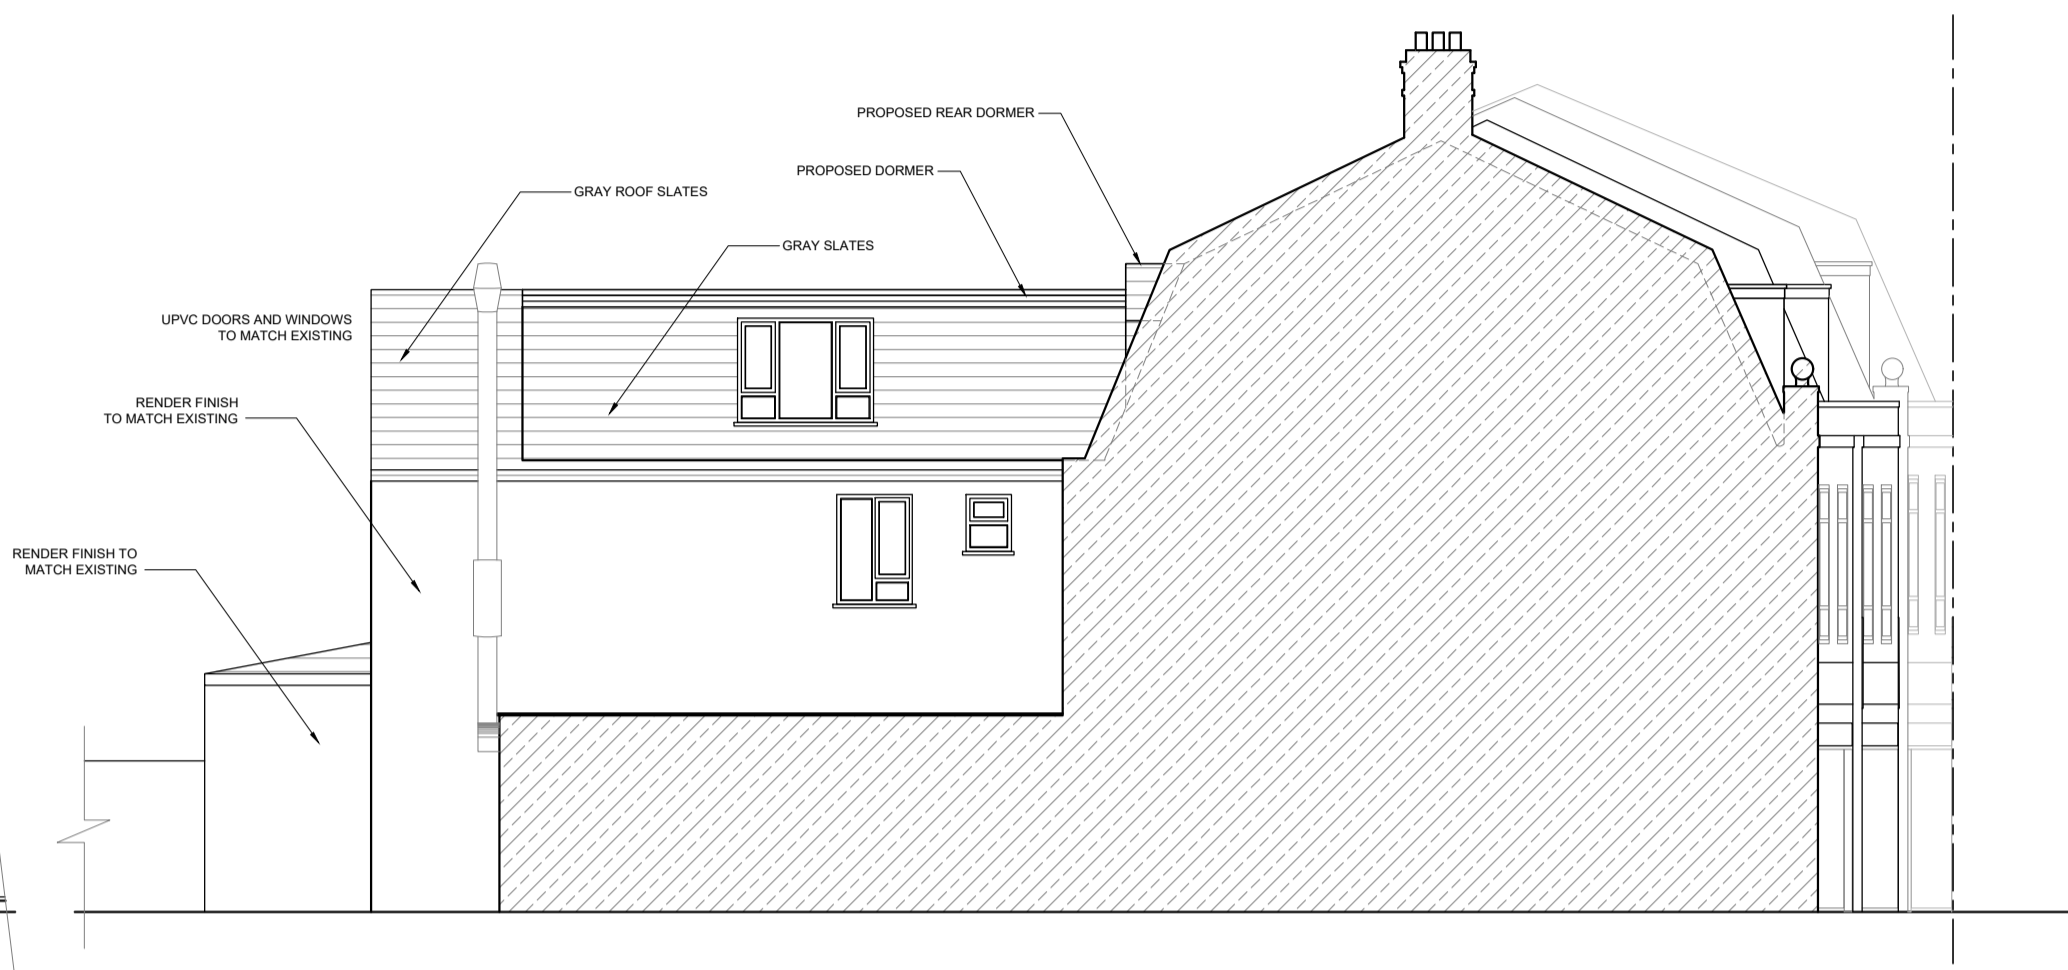 PROPOSED REAR DORMER
PROPOSED DORMER
GRAY ROOF SLATES
GRAY SLATES
UPVC DOORS AND WINDOWS
TO MATCH EXISTING
RENDER FINISH
TO MATCH EXISTING
RENDER FINISH TO
MATCH EXISTING